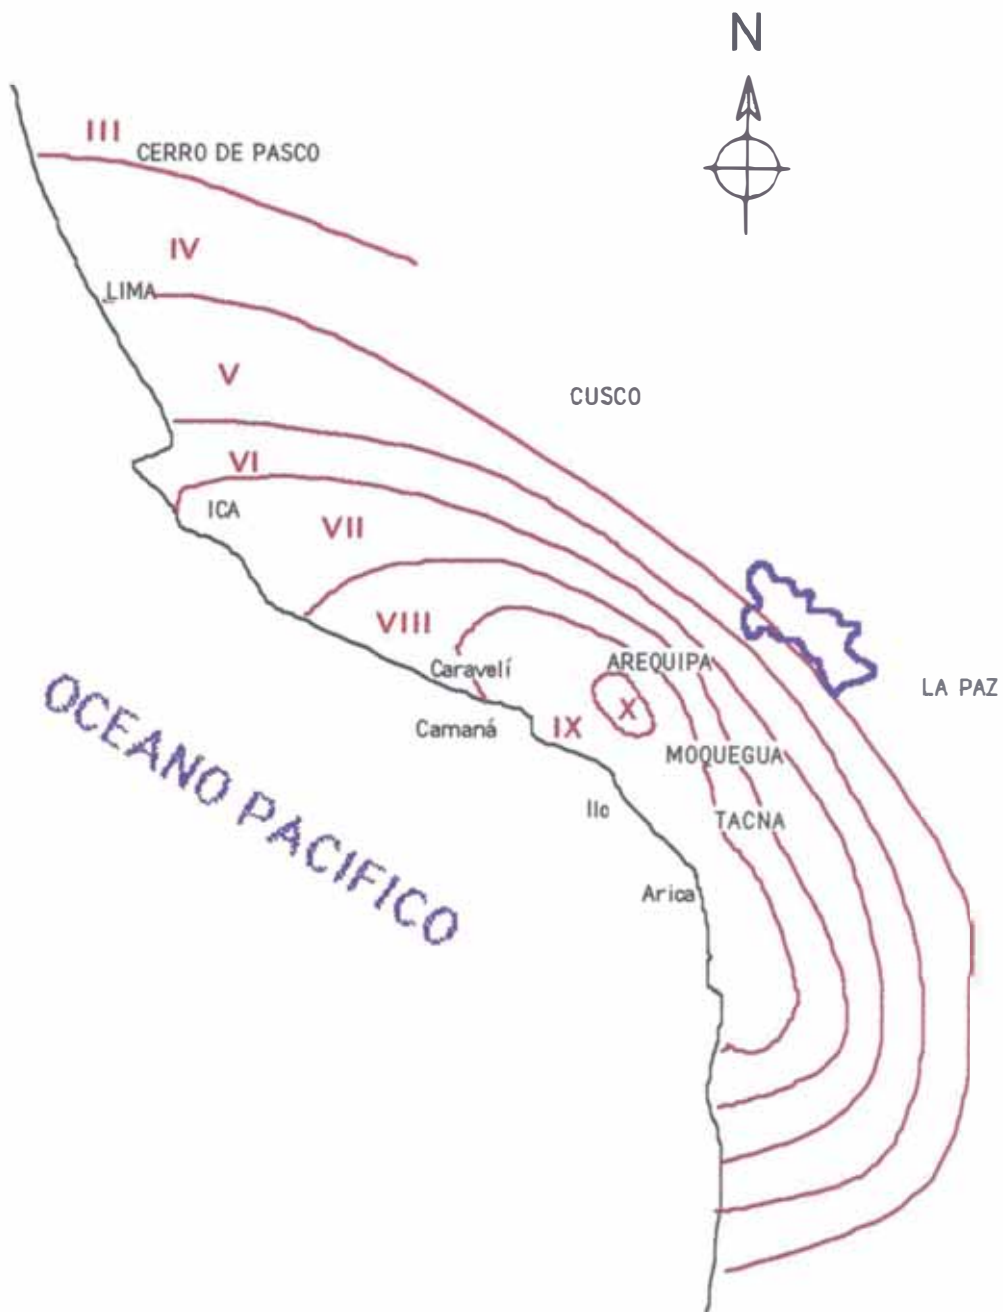 N
III
CERRO DE PASCO
IV
LIMA
V
CUSCO
VI
ICA
VII
VIII
Caravelí
AREQUIPA
LA PAZ
X
IX
Camaná
MOQUEGUA
OCEANO PACIFICO
Ilo
TACNA
Arica